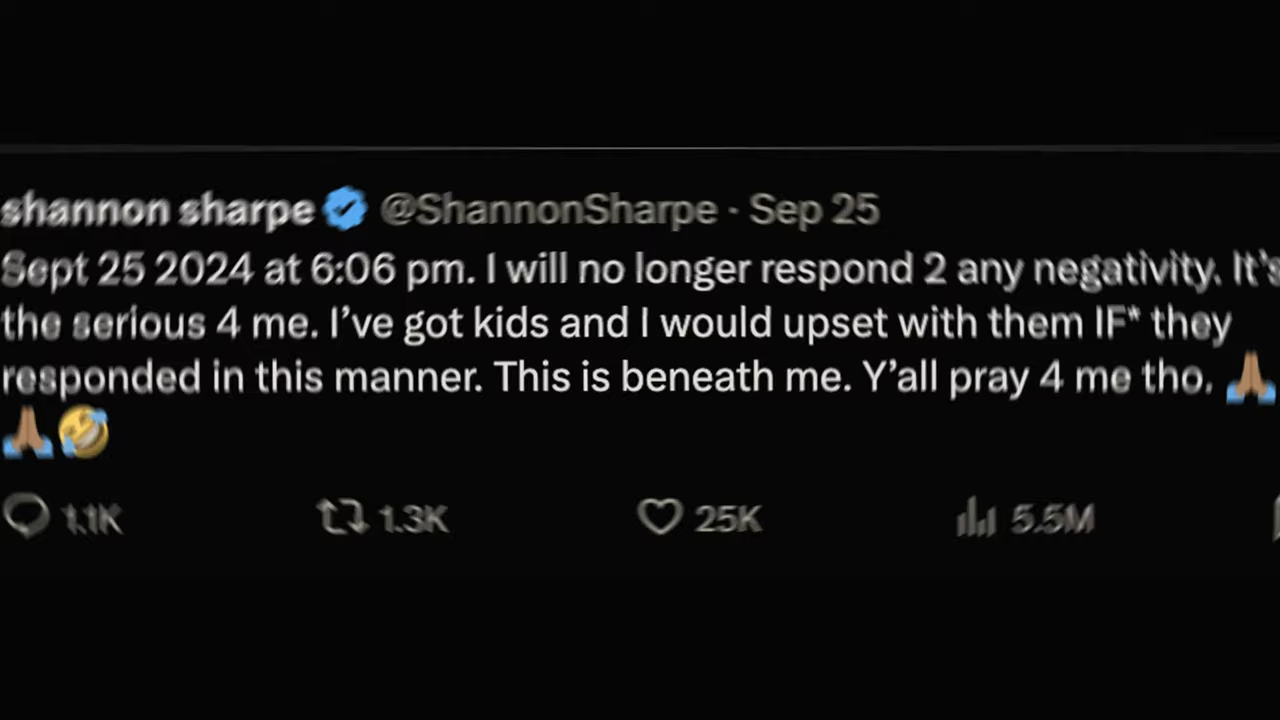 shannon sharpe @ShannonSharpe · Sep 25
Sept 25 2024 at 6:06 pm. I will no longer respond 2 any negativity. It's
the serious 4 me. I've got kids and I would upset with them IF* they
responded in this manner. This is beneath me. Y'all pray 4 me tho. 🙏🏽
🙏🏽😂
1.1K 1.3K 25K 5.5M